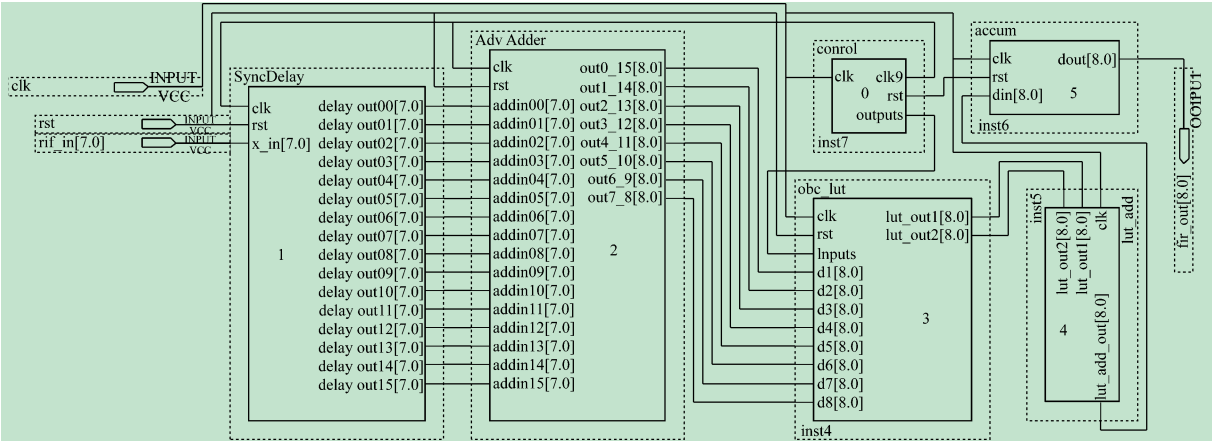 clk
INPUT
VCC
rst
INPUT
VCC
rif_in[7.0]
INPUT
VCC
SyncDelay
clk
rst
x_in[7.0]
1
delay out00[7.0]
delay out01[7.0]
delay out02[7.0]
delay out03[7.0]
delay out04[7.0]
delay out05[7.0]
delay out06[7.0]
delay out07[7.0]
delay out08[7.0]
delay out09[7.0]
delay out10[7.0]
delay out11[7.0]
delay out12[7.0]
delay out13[7.0]
delay out14[7.0]
delay out15[7.0]
Adv Adder
clk
rst
addin00[7.0]
addin01[7.0]
addin02[7.0]
addin03[7.0]
addin04[7.0]
addin05[7.0]
addin06[7.0]
addin07[7.0]
addin08[7.0]
addin09[7.0]
addin10[7.0]
addin11[7.0]
addin12[7.0]
addin13[7.0]
addin14[7.0]
addin15[7.0]
2
out0_15[8.0]
out1_14[8.0]
out2_13[8.0]
out3_12[8.0]
out4_11[8.0]
out5_10[8.0]
out6_9[8.0]
out7_8[8.0]
conrol
clk
clk9
0
rst
outputs
inst7
obc_lut
clk
rst
lnputs
d1[8.0]
d2[8.0]
d3[8.0]
d4[8.0]
d5[8.0]
d6[8.0]
d7[8.0]
d8[8.0]
lut_out1[8.0]
lut_out2[8.0]
3
inst4
accum
clk
rst
din[8.0]
dout[8.0]
5
inst6
inst5
lut_out2[8.0]
lut_out1[8.0]
clk
lut_add
4
lut_add_out[8.0]
OOIPU1
fir_out[8.0]